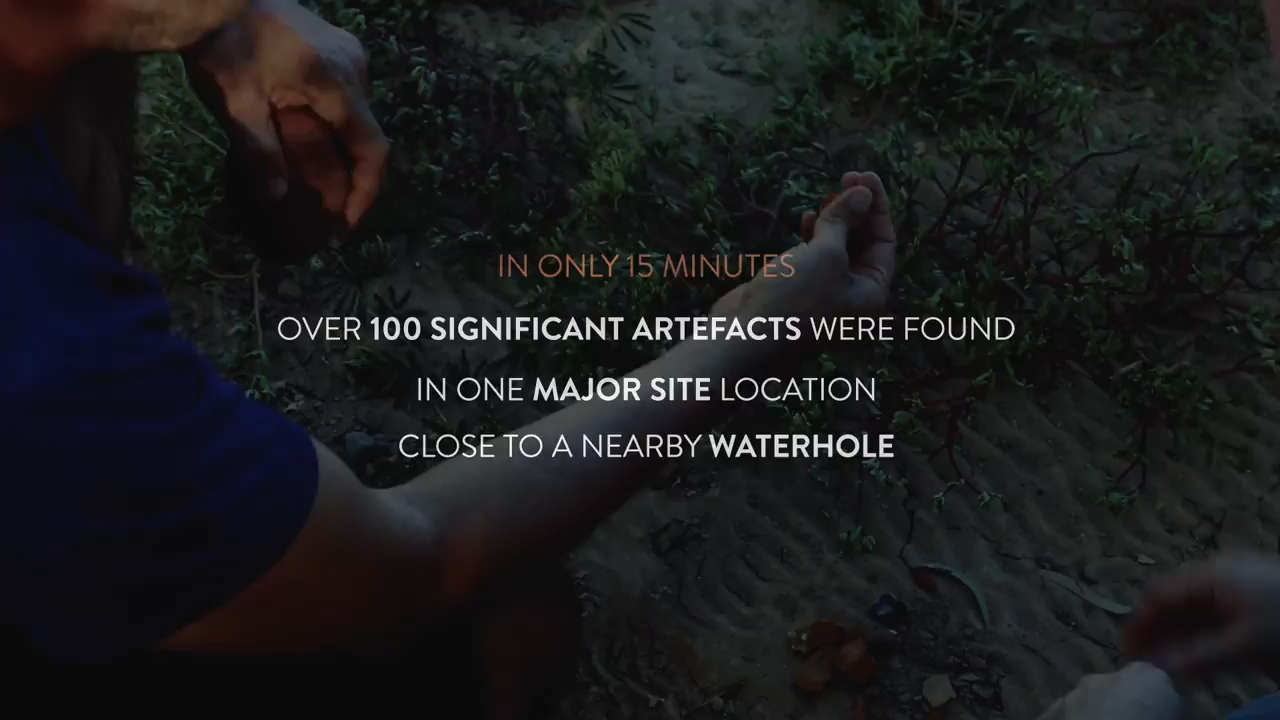 IN ONLY 15 MINUTES
OVER 100 SIGNIFICANT ARTEFACTS WERE FOUND
IN ONE MAJOR SITE LOCATION
CLOSE TO A NEARBY WATERHOLE